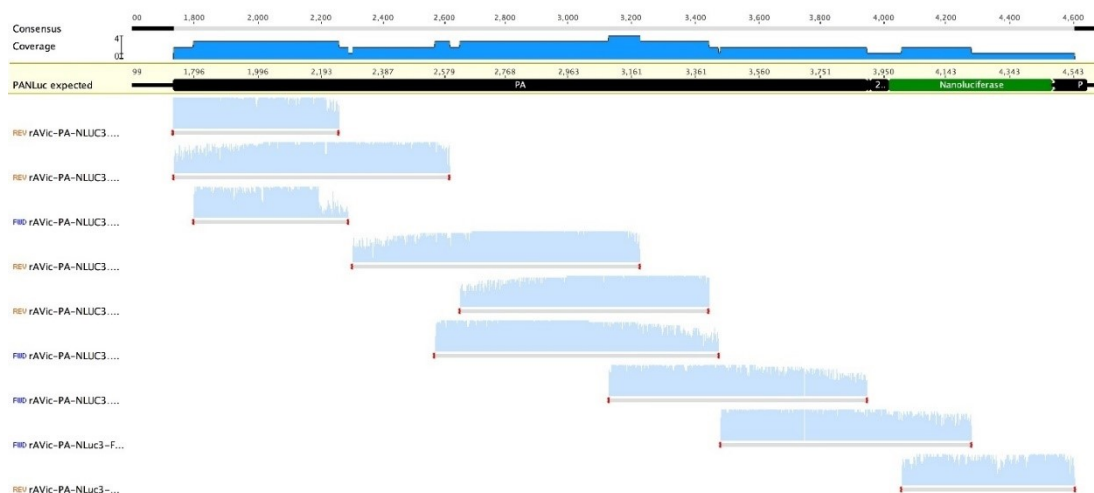 00 1,800 2,000 2,200 2,400 2,600 2,800 3,000 3,200 3,400 3,600 3,800 4,000 4,200 4,400 4,600
Consensus
Coverage
4
0
99 1,796 1,996 2,193 2,387 2,579 2,768 2,963 3,161 3,361 3,560 3,751 3,950 4,143 4,343 4,543
PANLuc expected PA 2.. Nanoluciferase P
REV rAVic-PA-NLUC3....
REV rAVic-PA-NLUC3....
FWD rAVic-PA-NLUC3....
REV rAVic-PA-NLUC3....
REV rAVic-PA-NLUC3....
FWD rAVic-PA-NLUC3....
FWD rAVic-PA-NLUC3....
FWD rAVic-PA-NLuc3-F...
REV rAVic-PA-NLuc3-...